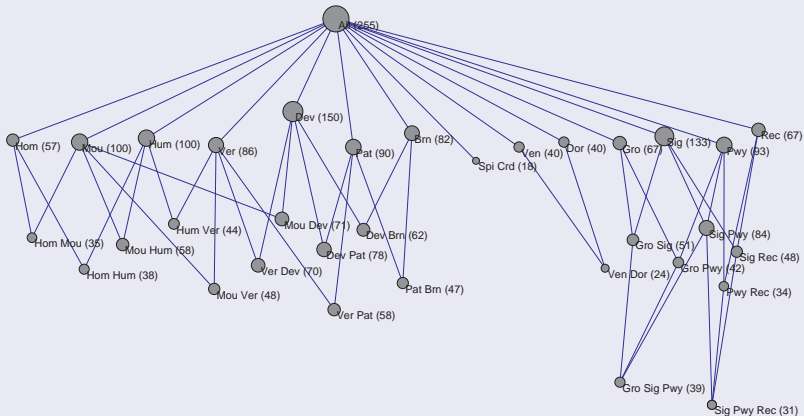 All (255)
Dev (150)
Hom (57)
Mou (100)
Hum (100)
Ver (86)
Pat (90)
Brn (82)
Spi Crd (18)
Ven (40)
Dor (40)
Gro (67)
Sig (133)
Pwy (93)
Rec (67)
Hom Mou (35)
Mou Hum (58)
Hum Ver (44)
Mou Dev (71)
Dev Brn (62)
Dev Pat (78)
Gro Sig (51)
Sig Pwy (84)
Sig Rec (48)
Hom Hum (38)
Ver Dev (70)
Ven Dor (24)
Gro Pwy (42)
Mou Ver (48)
Pat Brn (47)
Pwy Rec (34)
Ver Pat (58)
Gro Sig Pwy (39)
Sig Pwy Rec (31)